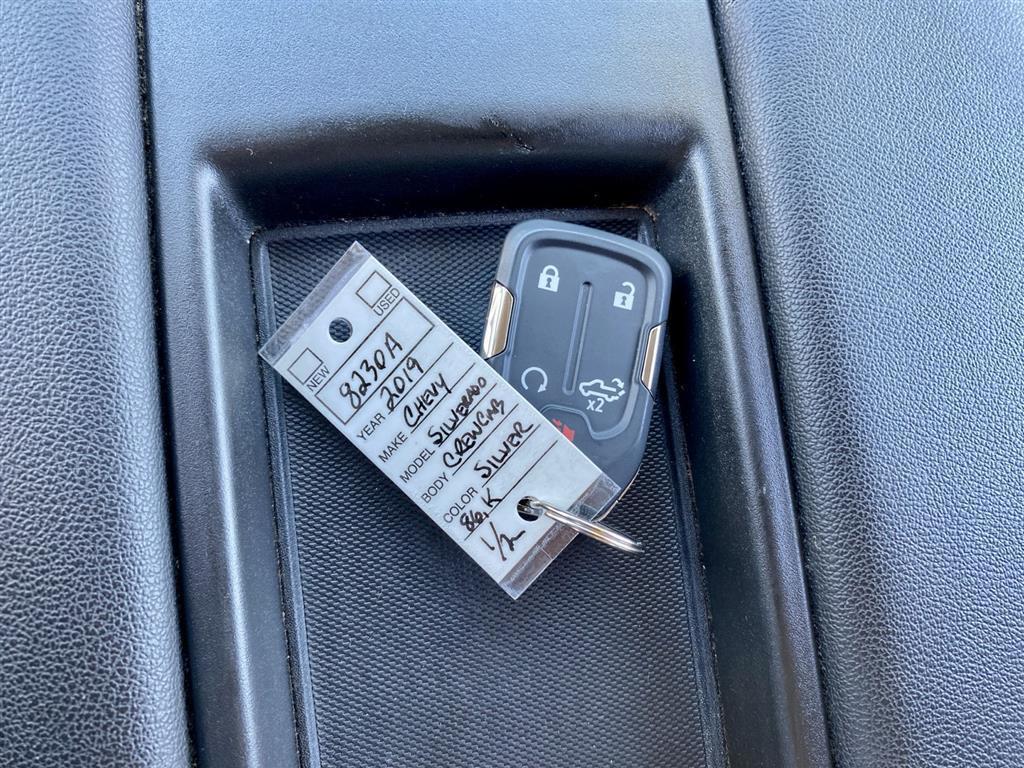 NEW USED
8230A
YEAR 2019
MAKE CHEVY
MODEL SILVERADO
BODY CREWCAB
COLOR SILVER
86,K
1/2
x2